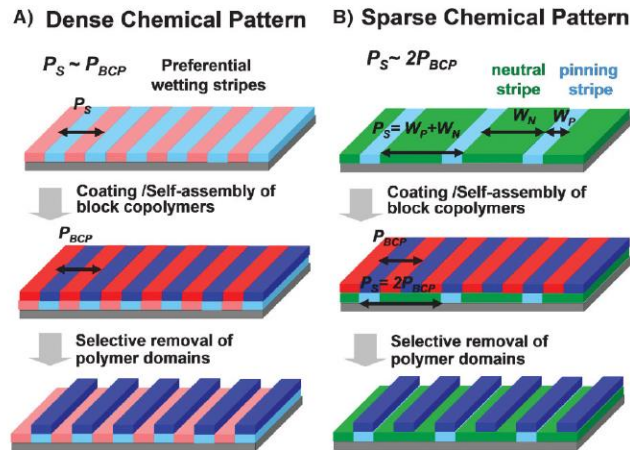 A) Dense Chemical Pattern
P_S ~ P_BCP
Preferential
wetting stripes
P_S
Coating /Self-assembly of
block copolymers
P_BCP
Selective removal of
polymer domains
B) Sparse Chemical Pattern
P_S ~ 2P_BCP
neutral
stripe
pinning
stripe
P_S = W_P+W_N
W_N
W_P
Coating /Self-assembly of
block copolymers
P_BCP
P_S = 2P_BCP
Selective removal of
polymer domains